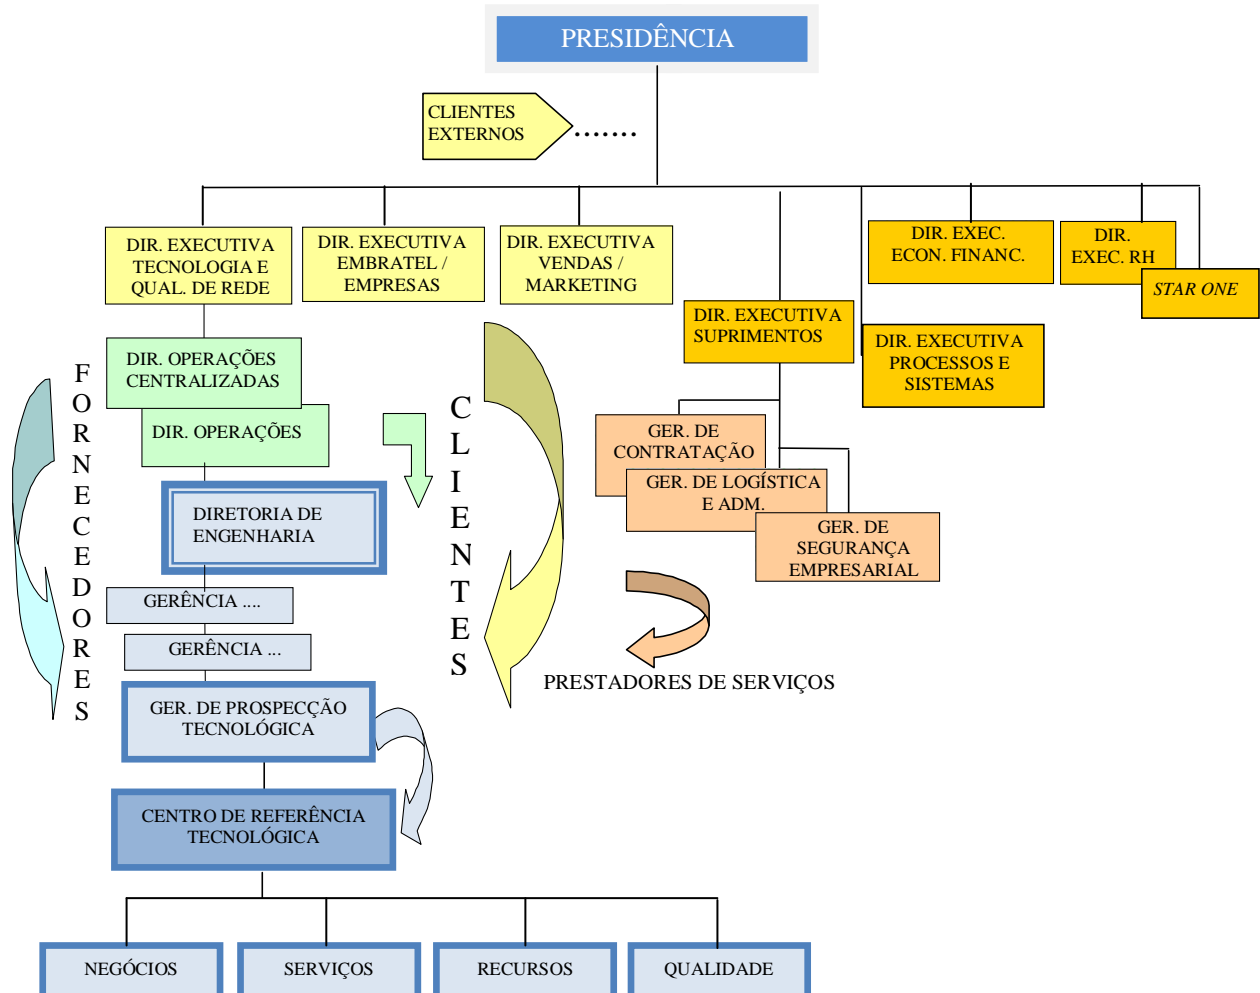 PRESIDÊNCIA
CLIENTES
EXTERNOS
.......
DIR. EXECUTIVA
TECNOLOGIA E
QUAL. DE REDE
DIR. EXECUTIVA
EMBRATEL /
EMPRESAS
DIR. EXECUTIVA
VENDAS /
MARKETING
DIR. EXEC.
ECON. FINANC.
DIR.
EXEC. RH
STAR ONE
DIR. EXECUTIVA
SUPRIMENTOS
DIR. EXECUTIVA
PROCESSOS E
SISTEMAS
DIR. OPERAÇÕES
CENTRALIZADAS
DIR. OPERAÇÕES
FORNECEDORES
CLIENTES
GER. DE
CONTRATAÇÃO
GER. DE LOGÍSTICA
E ADM.
GER. DE
SEGURANÇA
EMPRESARIAL
DIRETORIA DE
ENGENHARIA
GERÊNCIA ....
GERÊNCIA ...
PRESTADORES DE SERVIÇOS
GER. DE PROSPECÇÃO
TECNOLÓGICA
CENTRO DE REFERÊNCIA
TECNOLÓGICA
NEGÓCIOS
SERVIÇOS
RECURSOS
QUALIDADE